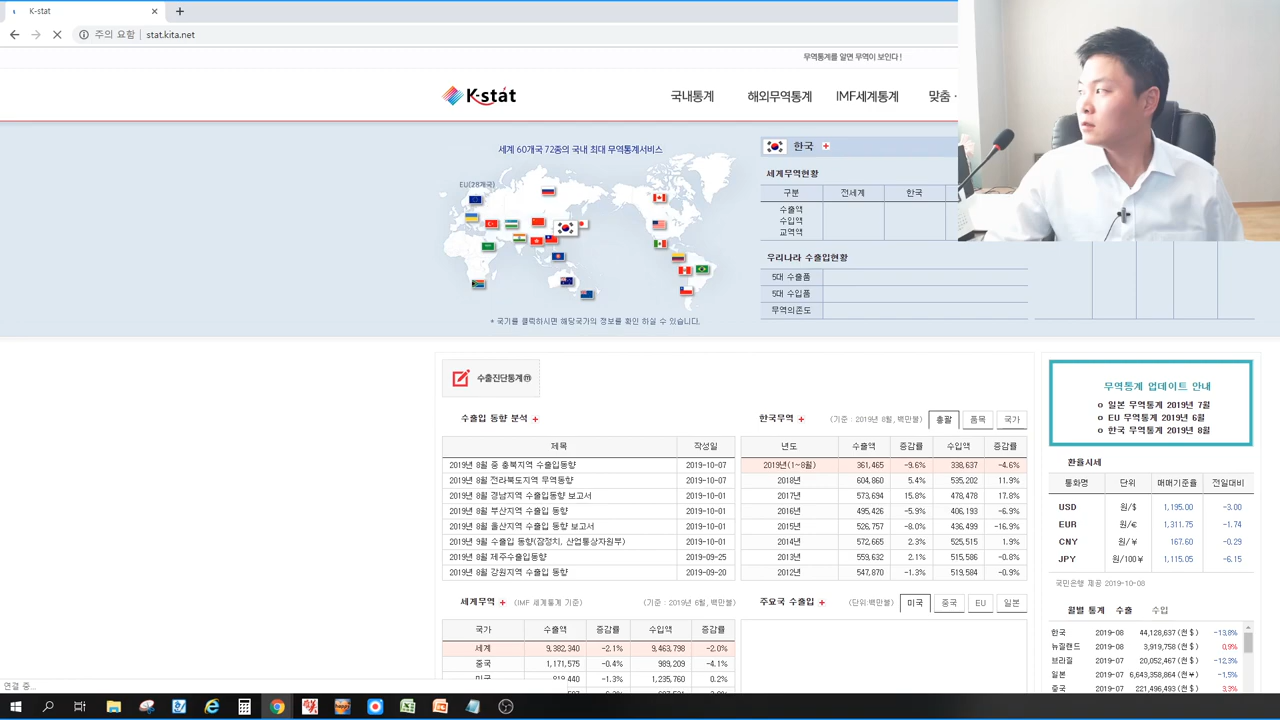 K-stat
주의 요함
stat.kita.net
무역통계를 알면 무역이 보인다!
K-stat
국내통계 해외무역통계 IMF세계통계 맞춤 ·
세계 60개국 72종의 국내 최대 무역통계서비스
EU(28개국)
* 국가를 클릭하시면 해당국가의 정보를 확인 하실 수 있습니다.
한국
세계무역현황
구분 전세계 한국
수출액
수입액
교역액
우리나라 수출입현황
5대 수출품
5대 수입품
무역의존도
수출진단통계
수출입 동향 분석 +
제목 작성일
2019년 8월 중 충북지역 수출입동향 2019-10-07
2019년 8월 전라북도지역 무역동향 2019-10-07
2019년 8월 경남지역 수출입동향 보고서 2019-10-01
2019년 8월 부산지역 수출입 동향 2019-10-01
2019년 8월 울산지역 수출입 동향 보고서 2019-10-01
2019년 9월 수출입 동향(잠정치, 산업통상자원부) 2019-10-01
2019년 8월 제주수출입동향 2019-09-25
2019년 8월 강원지역 수출입 동향 2019-09-20
한국무역 + (기준 : 2019년 8월, 백만불) 총괄 품목 국가
년도 수출액 증감률 수입액 증감률
2019년(1~8월) 361,465 -9.6% 338,637 -4.6%
2018년 604,860 5.4% 535,202 11.9%
2017년 573,694 15.8% 478,478 17.8%
2016년 495,426 -5.9% 406,193 -6.9%
2015년 526,757 -8.0% 436,499 -16.9%
2014년 572,665 2.3% 525,515 1.9%
2013년 559,632 2.1% 515,586 -0.8%
2012년 547,870 -1.3% 519,584 -0.9%
세계무역 + (IMF 세계통계 기준) (기준 : 2019년 6월, 백만불)
국가 수출액 증감률 수입액 증감률
세계 9,382,340 -2.1% 9,463,798 -2.0%
중국 1,171,575 -0.4% 989,209 -4.1%
미국 -1.3% 1,235,760 0.2%
주요국 수출입 + (단위:백만불) 미국 중국 EU 일본
무역통계 업데이트 안내
일본 무역통계 2019년 7월
EU 무역통계 2019년 6월
한국 무역통계 2019년 8월
환율시세
통화명 단위 매매기준율 전일대비
USD 원/$ 1,195.00 -3.00
EUR 원/€ 1,311.75 -1.74
CNY 원/¥ 167.60 -0.29
JPY 원/100¥ 1,115.05 -6.15
국민은행 제공 2019-10-08
월별 통계 수출 수입
한국 2019-08 44,128,637 (천$) -13.8%
뉴질랜드 2019-08 3,919,758 (천$) 0.9%
브라질 2019-07 20,052,467 (천$) -12.3%
일본 2019-07 6,643,358,864 (천¥) -1.5%
중국 2019-07 221,496,493 (천$) 3.3%
연결 중...